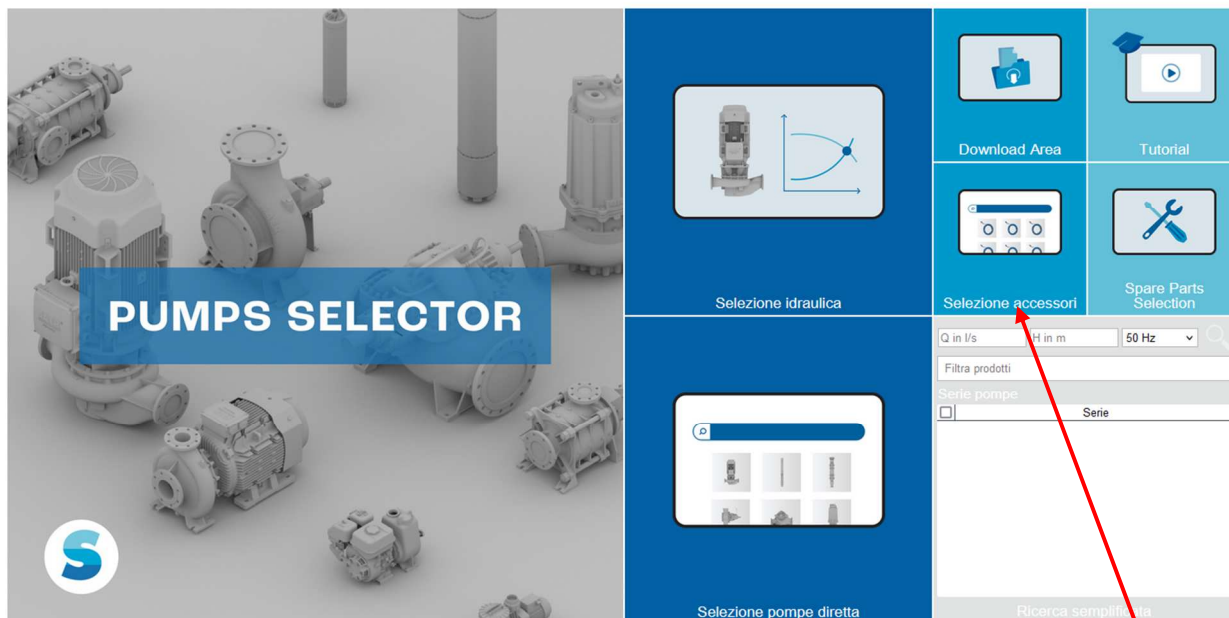 PUMPS SELECTOR
Selezione idraulica
Download Area
Tutorial
Selezione accessori
Spare Parts
Selection
Q in l/s
H in m
50 Hz
Filtra prodotti
Serie pompe
Serie
Selezione pompe diretta
Ricerca semplificata